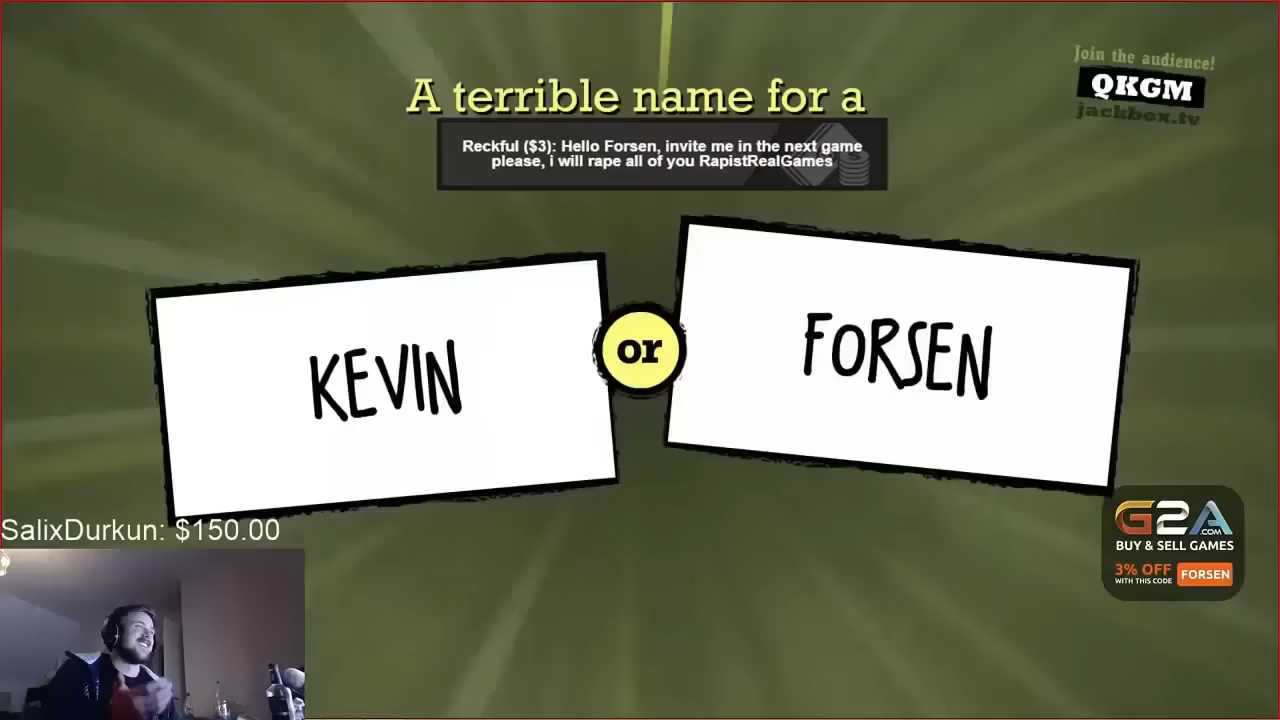 Join the audience!
QKGM
jackbox.tv
A terrible name for a
Reckful ($3): Hello Forsen, invite me in the next game
please, i will rape all of you RapistRealGames
KEVIN
or
FORSEN
SalixDurkun: $150.00
G2A
.COM
BUY & SELL GAMES
3% OFF
WITH THIS CODE
FORSEN